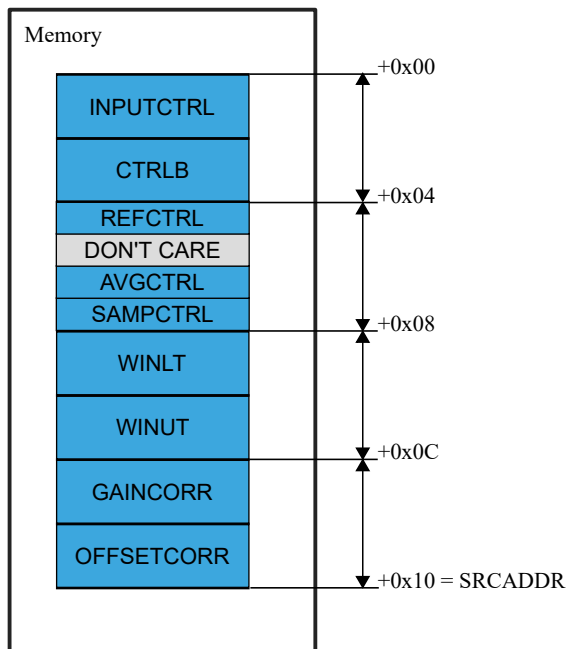 Memory
+0x00
INPUTCTRL
CTRLB
+0x04
REFCTRL
DON'T CARE
AVGCTRL
SAMPCTRL
+0x08
WINLT
WINUT
+0x0C
GAINCORR
OFFSETCORR
+0x10 = SRCADDR